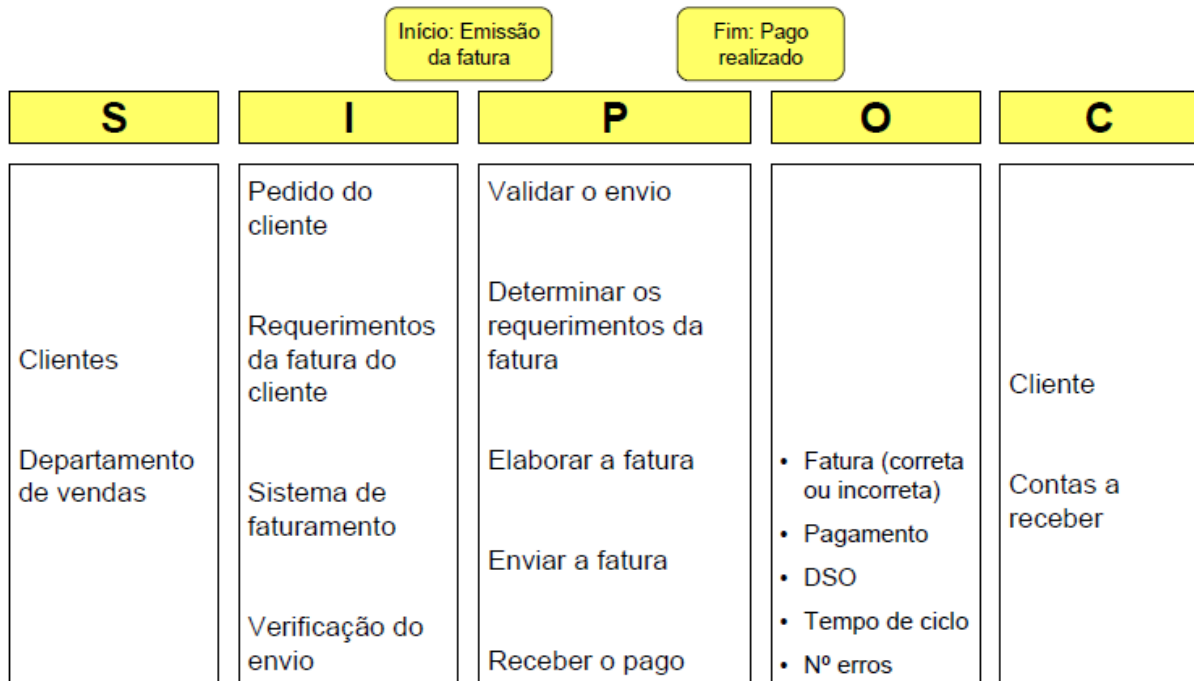 Início: Emissão
da fatura
Fim: Pago
realizado
S
I
P
O
C
Clientes
Departamento
de vendas
Pedido do
cliente
Requerimentos
da fatura do
cliente
Sistema de
faturamento
Verificação do
envio
Validar o envio
Determinar os
requerimentos da
fatura
Elaborar a fatura
Enviar a fatura
Receber o pago
• Fatura (correta
ou incorreta)
• Pagamento
• DSO
• Tempo de ciclo
• Nº erros
Cliente
Contas a
receber